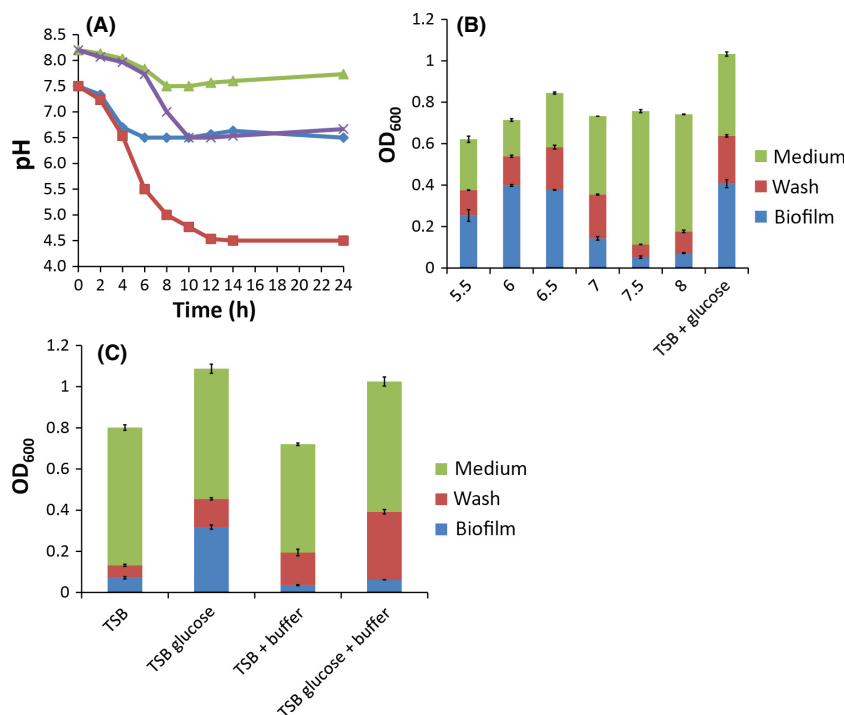 (A)
8.5
8.0
7.5
7.0
6.5
6.0
5.5
5.0
4.5
4.0
pH
0 2 4 6 8 10 12 14 16 18 20 22 24
Time (h)
(B)
1.2
1
0.8
0.6
0.4
0.2
0
OD600
5.5 6 6.5 7 7.5 8 TSB + glucose
Medium
Wash
Biofilm
(C)
1.2
1
0.8
0.6
0.4
0.2
0
OD600
TSB
TSB glucose
TSB + buffer
TSB glucose + buffer
Medium
Wash
Biofilm